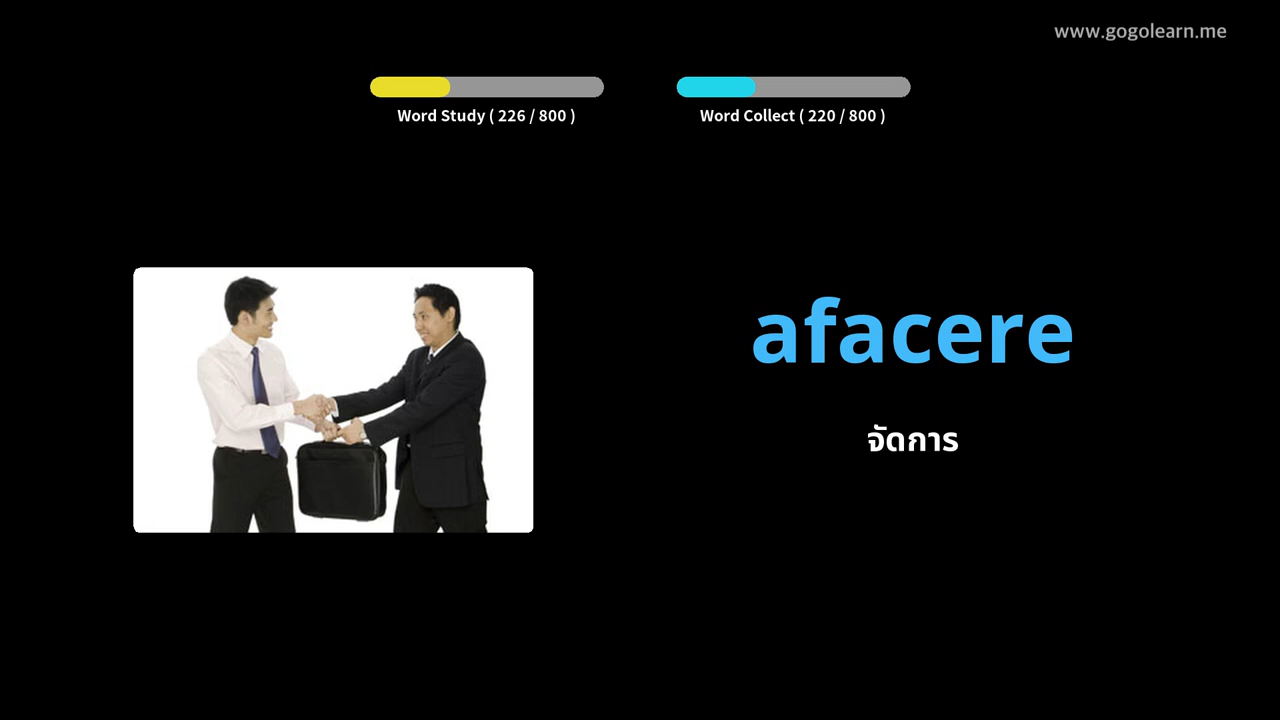 www.gogolearn.me
Word Study ( 226 / 800 )
Word Collect ( 220 / 800 )
afacere
จัดการ